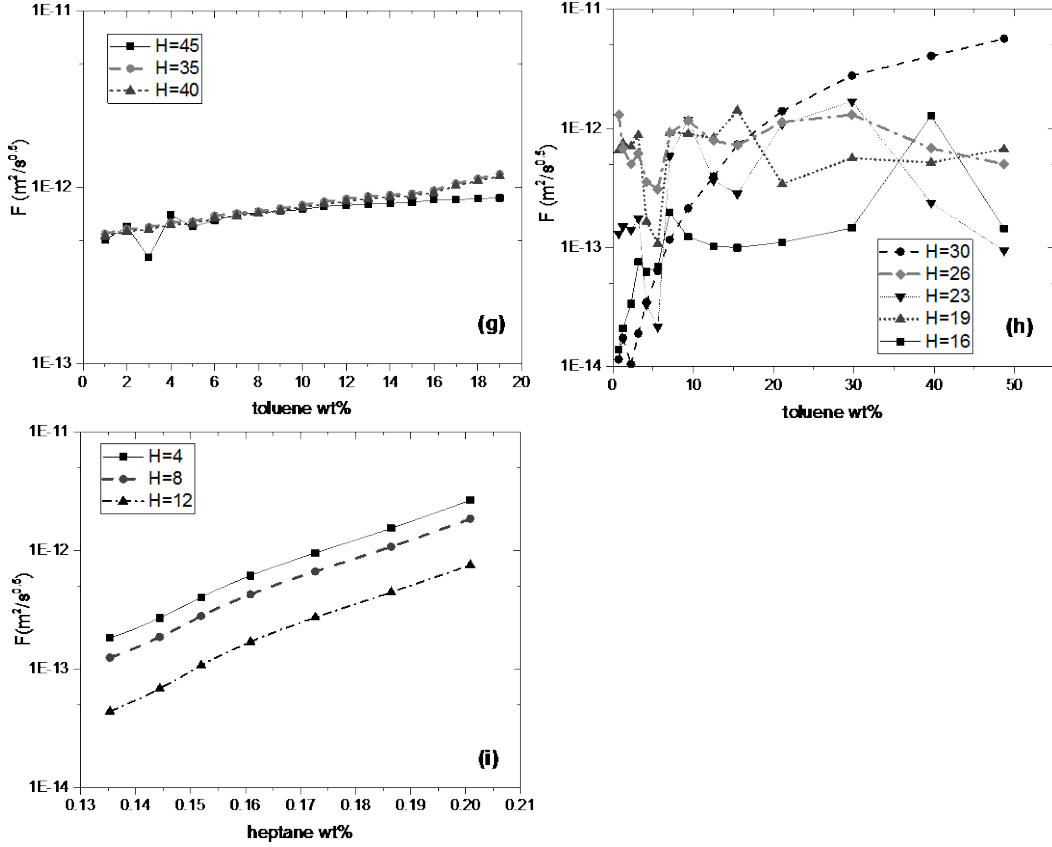 1E-11
H=45
H=35
H=40
1E-12
F (m²/s⁰·⁵)
1E-13
0 2 4 6 8 10 12 14 16 18 20
toluene wt%
(g)
1E-11
1E-12
F (m²/s⁰·⁵)
1E-13
1E-14
H=30
H=26
H=23
H=19
H=16
(h)
0 10 20 30 40 50
toluene wt%
1E-11
H=4
H=8
H=12
1E-12
F(m²/s⁰·⁵)
1E-13
1E-14
(i)
0.13 0.14 0.15 0.16 0.17 0.18 0.19 0.20 0.21
heptane wt%